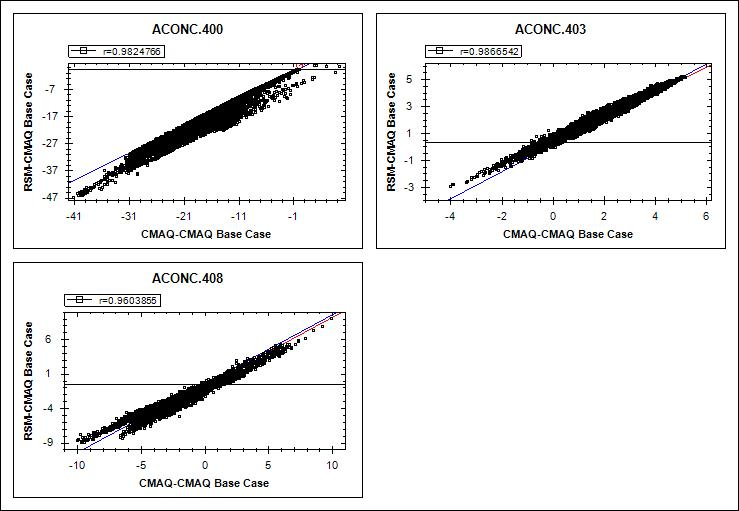 ACONC.400
r=0.9824766
RSM-CMAQ Base Case
-7
-17
-27
-37
-47
-41 -31 -21 -11 -1
CMAQ-CMAQ Base Case
ACONC.403
r=0.9866542
RSM-CMAQ Base Case
5
3
1
-1
-3
-4 -2 0 2 4 6
CMAQ-CMAQ Base Case
ACONC.408
r=0.9603855
RSM-CMAQ Base Case
6
1
-4
-9
-10 -5 0 5 10
CMAQ-CMAQ Base Case